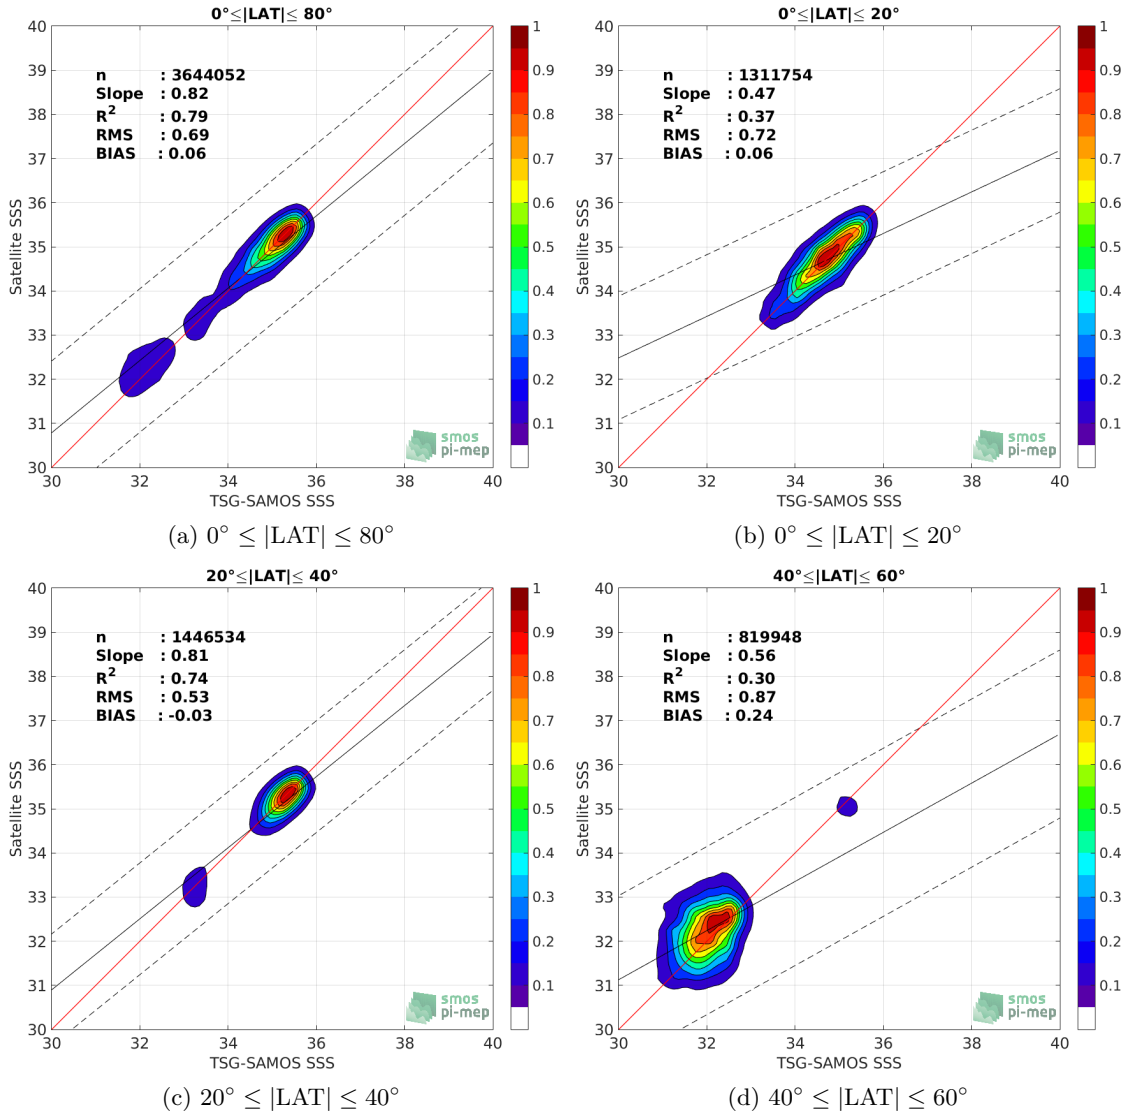 0°≤|LAT|≤ 80°
40
39
38
37
36
35
34
33
32
31
30
Satellite SSS
n : 3644052
Slope : 0.82
R2 : 0.79
RMS : 0.69
BIAS : 0.06
smos
pi-mep
30 32 34 36 38 40
TSG-SAMOS SSS
1
0.9
0.8
0.7
0.6
0.5
0.4
0.3
0.2
0.1
(a) 0° ≤ |LAT| ≤ 80°
0°≤|LAT|≤ 20°
40
39
38
37
36
35
34
33
32
31
30
Satellite SSS
n : 1311754
Slope : 0.47
R2 : 0.37
RMS : 0.72
BIAS : 0.06
smos
pi-mep
30 32 34 36 38 40
TSG-SAMOS SSS
1
0.9
0.8
0.7
0.6
0.5
0.4
0.3
0.2
0.1
(b) 0° ≤ |LAT| ≤ 20°
20°≤|LAT|≤ 40°
40
39
38
37
36
35
34
33
32
31
30
Satellite SSS
n : 1446534
Slope : 0.81
R2 : 0.74
RMS : 0.53
BIAS : -0.03
smos
pi-mep
30 32 34 36 38 40
TSG-SAMOS SSS
1
0.9
0.8
0.7
0.6
0.5
0.4
0.3
0.2
0.1
(c) 20° ≤ |LAT| ≤ 40°
40°≤|LAT|≤ 60°
40
39
38
37
36
35
34
33
32
31
30
Satellite SSS
n : 819948
Slope : 0.56
R2 : 0.30
RMS : 0.87
BIAS : 0.24
smos
pi-mep
30 32 34 36 38 40
TSG-SAMOS SSS
1
0.9
0.8
0.7
0.6
0.5
0.4
0.3
0.2
0.1
(d) 40° ≤ |LAT| ≤ 60°